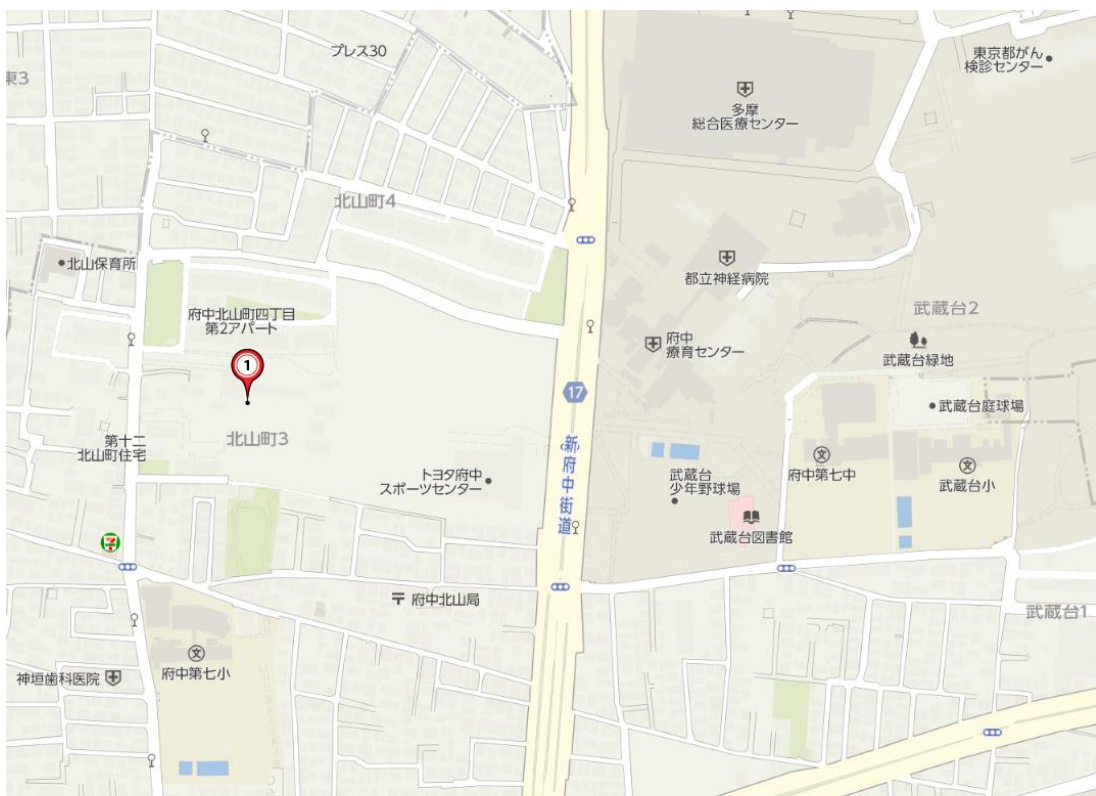 プレス30
東京都がん
検診センター
東3
多摩
総合医療センター
北山町4
北山保育所
都立神経病院
武蔵台2
府中北山町四丁目
第2アパート
府中
療育センター
武蔵台緑地
1
17
武蔵台庭球場
北山町3
第十二
北山町住宅
新府中街道
トヨタ府中
スポーツセンター
武蔵台
少年野球場
文
府中第七中
文
武蔵台小
7
武蔵台図書館
〒 府中北山局
武蔵台1
文
府中第七小
神垣歯科医院